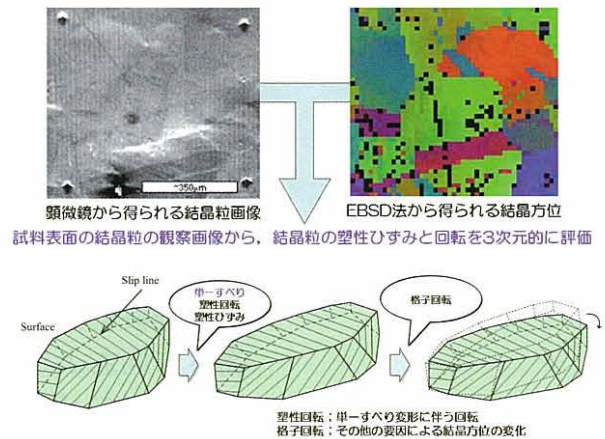 ~350μm
顕微鏡から得られる結晶粒画像
EBSD法から得られる結晶方位
試料表面の結晶粒の観察画像から，結晶粒の塑性ひずみと回転を3次元的に評価
Slip line
Surface
単一すべり
塑性回転
塑性ひずみ
格子回転
塑性回転；単一すべり変形に伴う回転
格子回転；その他の要因による結晶方位の変化